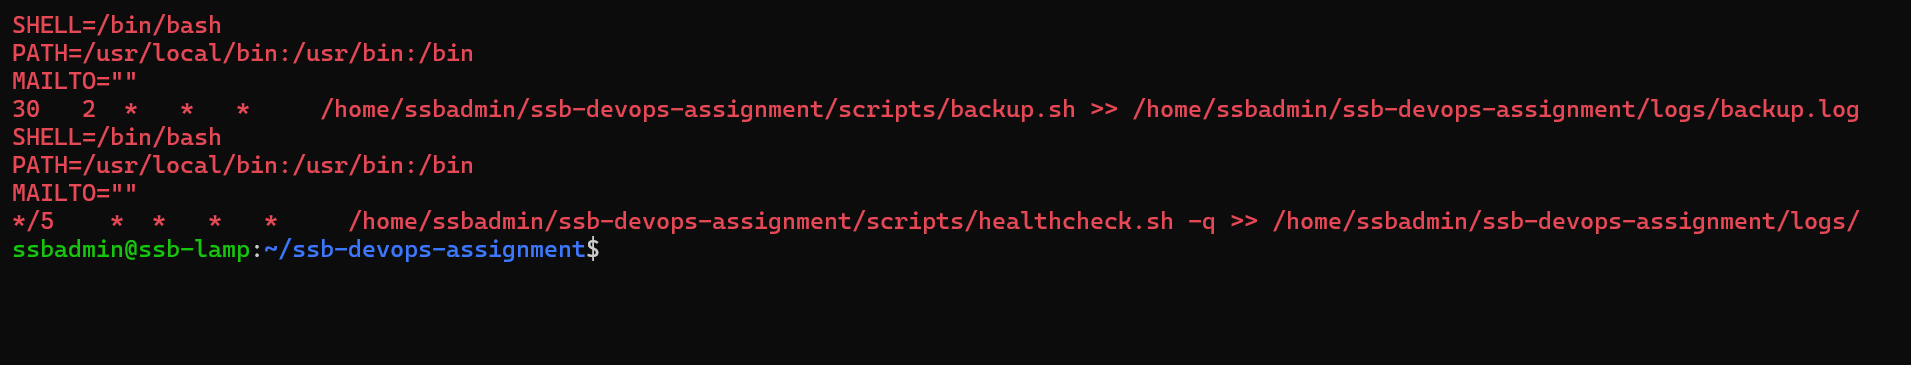 SHELL=/bin/bash
PATH=/usr/local/bin:/usr/bin:/bin
MAILTO=""
30   2  *   *   *     /home/ssbadmin/ssb-devops-assignment/scripts/backup.sh >> /home/ssbadmin/ssb-devops-assignment/logs/backup.log
SHELL=/bin/bash
PATH=/usr/local/bin:/usr/bin:/bin
MAILTO=""
*/5    *  *   *   *     /home/ssbadmin/ssb-devops-assignment/scripts/healthcheck.sh -q >> /home/ssbadmin/ssb-devops-assignment/logs/
ssbadmin@ssb-lamp:~/ssb-devops-assignment$